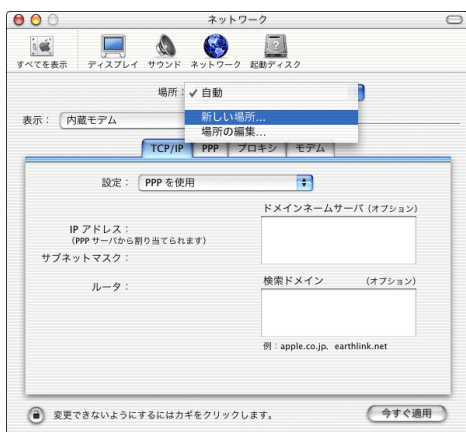 ネットワーク
すべてを表示 ディスプレイ サウンド ネットワーク 起動ディスク
場所： ✓ 自動
新しい場所...
場所の編集...
表示： 内蔵モデム
TCP/IP PPP プロキシ モデム
設定： PPP を使用
ドメインネームサーバ (オプション)
IP アドレス：
(PPP サーバから割り当てられます)
サブネットマスク：
ルータ：
検索ドメイン (オプション)
例：apple.co.jp、earthlink.net
変更できないようにするにはカギをクリックします。
今すぐ適用